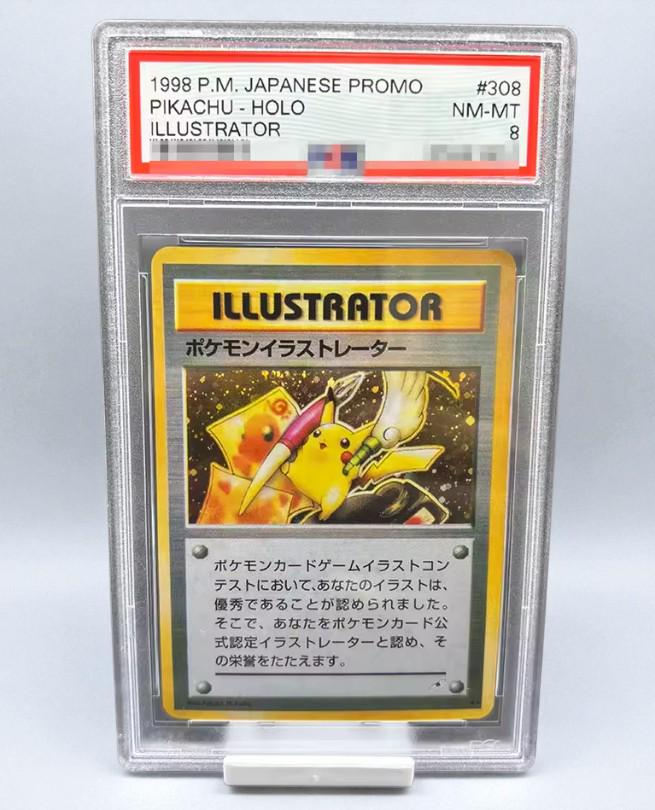 1998 P.M. JAPANESE PROMO #308
PIKACHU - HOLO NM-MT
ILLUSTRATOR 8
ILLUSTRATOR
ポケモンイラストレーター
ポケモンカードゲームイラストコン
テストにおいて、あなたのイラストは、
優秀であることが認められました。
そこで、あなたをポケモンカード公
式認定イラストレーターと認め、そ
の栄誉をたたえます。